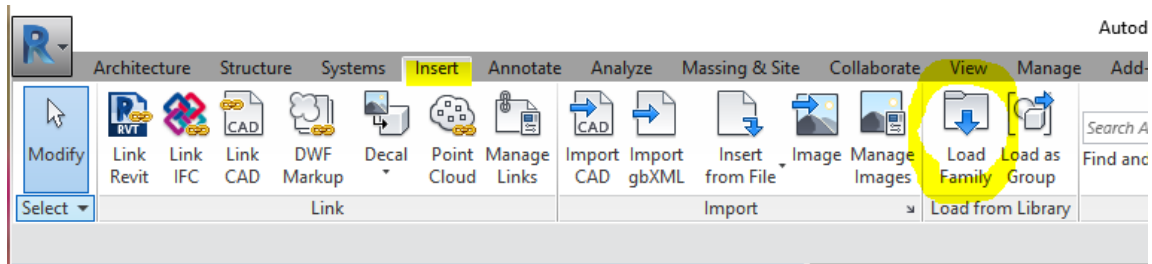 Autod
Architecture Structure Systems Insert Annotate Analyze Massing & Site Collaborate View Manage Add-
R RVT CAD CAD
Modify Link Link Link DWF Decal Point Manage Import Import Insert Image Manage Load Load as Search A
Revit IFC CAD Markup Cloud Links CAD gbXML from File Images Family Group Find and
Select Link Import Load from Library